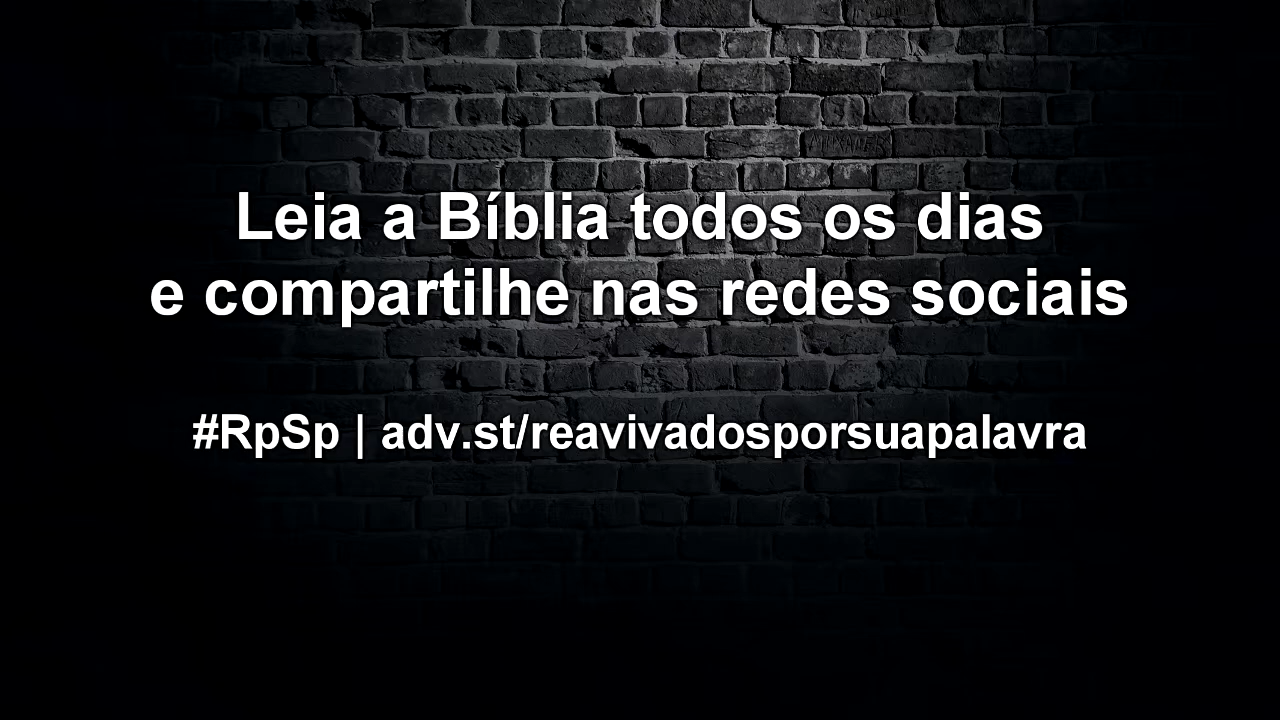 Leia a Bíblia todos os dias
e compartilhe nas redes sociais
#RpSp | adv.st/reavivadosporsuapalavra